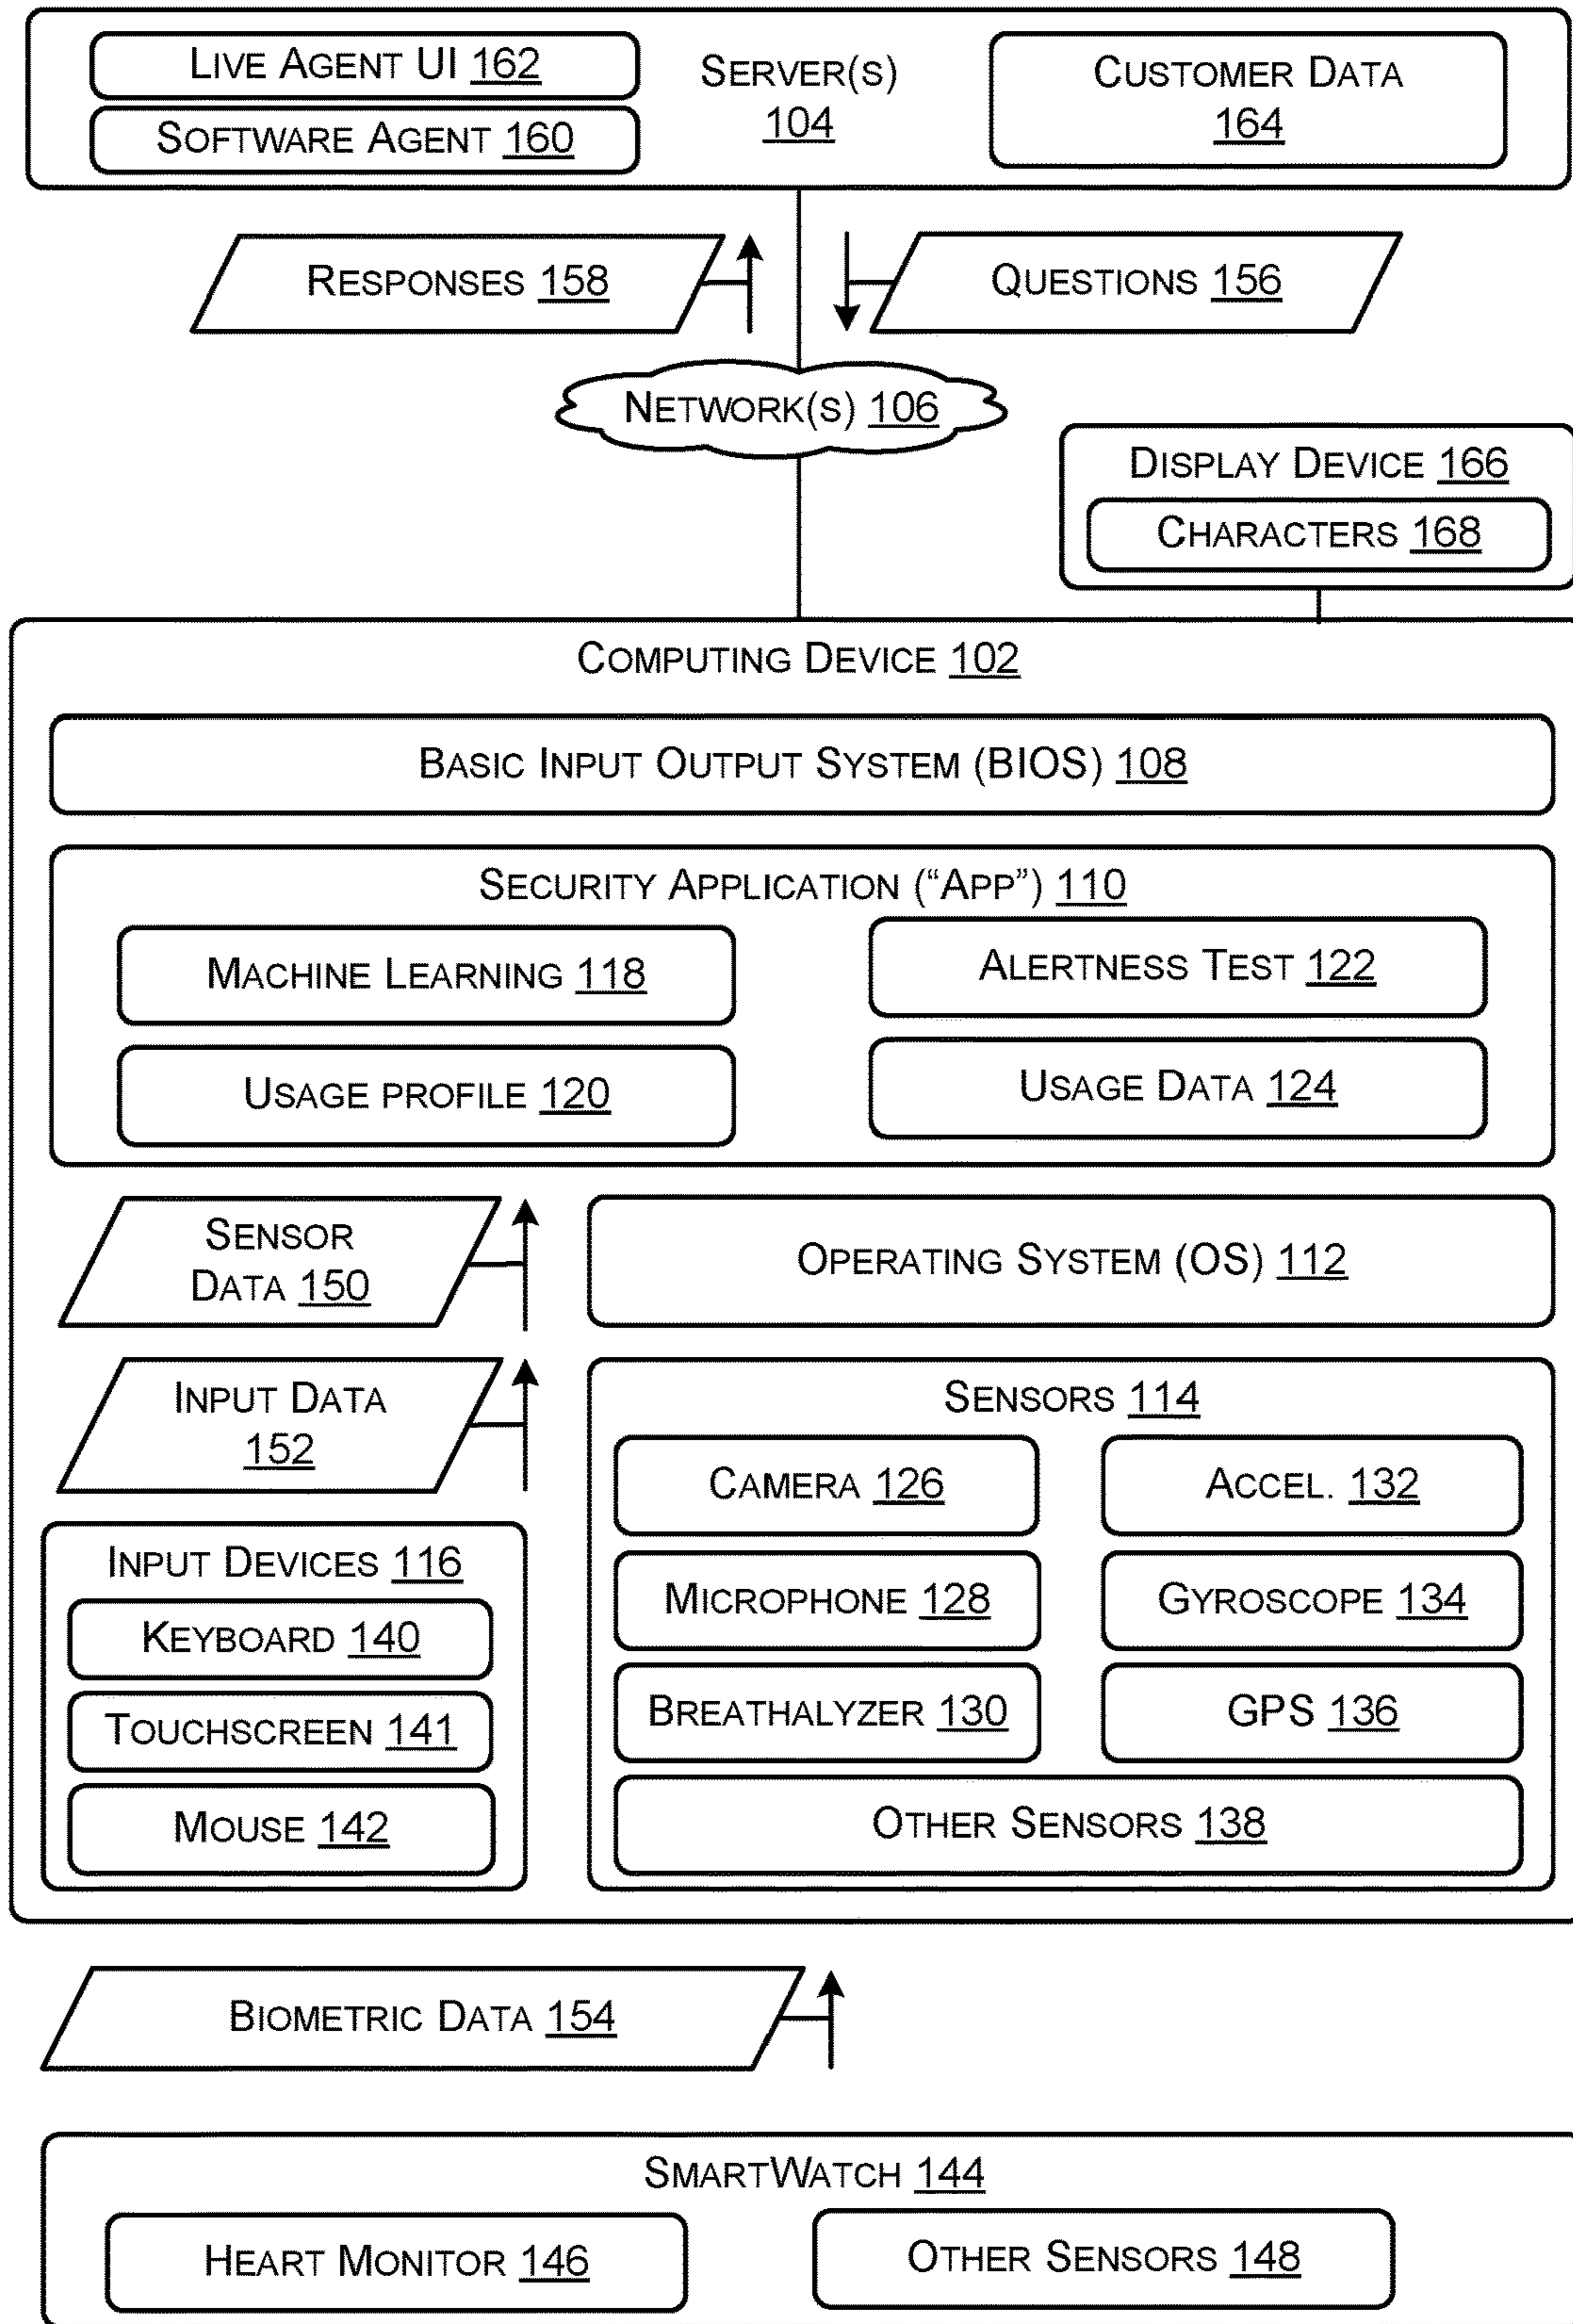 LIVE AGENT UI 162
SOFTWARE AGENT 160
SERVER(S)
104
CUSTOMER DATA
164
RESPONSES 158
QUESTIONS 156
NETWORK(S) 106
DISPLAY DEVICE 166
CHARACTERS 168
COMPUTING DEVICE 102
BASIC INPUT OUTPUT SYSTEM (BIOS) 108
SECURITY APPLICATION (“APP”) 110
MACHINE LEARNING 118
ALERTNESS TEST 122
USAGE PROFILE 120
USAGE DATA 124
SENSOR
DATA 150
OPERATING SYSTEM (OS) 112
INPUT DATA
152
INPUT DEVICES 116
KEYBOARD 140
TOUCHSCREEN 141
MOUSE 142
SENSORS 114
CAMERA 126
ACCEL. 132
MICROPHONE 128
GYROSCOPE 134
BREATHALYZER 130
GPS 136
OTHER SENSORS 138
BIOMETRIC DATA 154
SMARTWATCH 144
HEART MONITOR 146
OTHER SENSORS 148